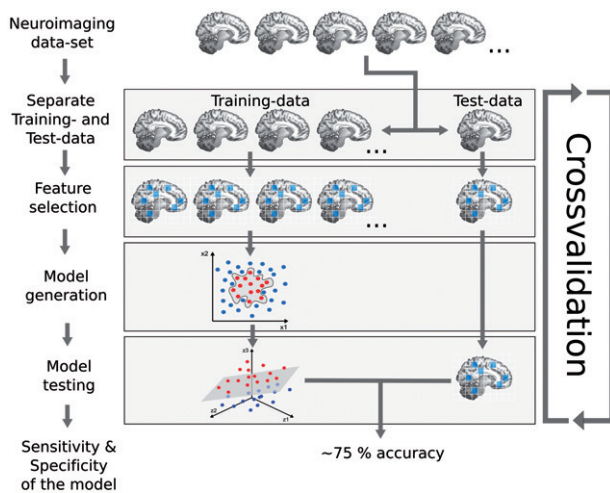 Neuroimaging
data-set
...
Separate
Training- and
Test-data
Training-data
Test-data
...
Feature
selection
...
Model
generation
x2
x1
Model
testing
z3
z2
z1
Sensitivity &
Specificity
of the model
~75 % accuracy
Crossvalidation